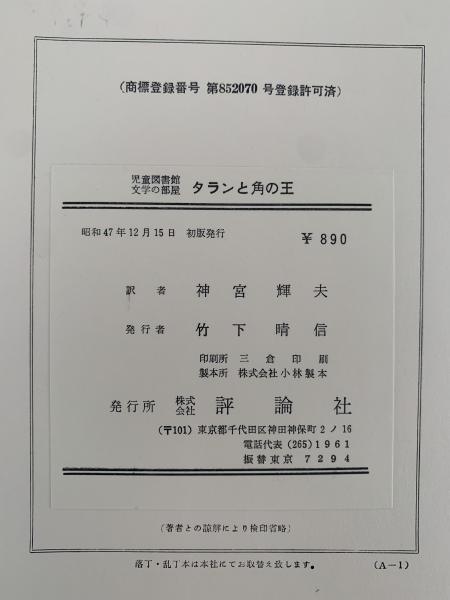 (商標登録番号 第852070 号登録許可済)
児童図書館
文学の部屋 タランと角の王
昭和47年12月15日 初版発行
¥890
訳者 神宮輝夫
発行者 竹下晴信
印刷所 三倉印刷
製本所 株式会社小林製本
発行所 株式会社 評論社
(〒101) 東京都千代田区神田神保町2ノ16
電話代表 (265) 1961
振替東京 7294
(著者との諒解により検印省略)
落丁・乱丁本は本社にてお取替え致します。
(A-1)